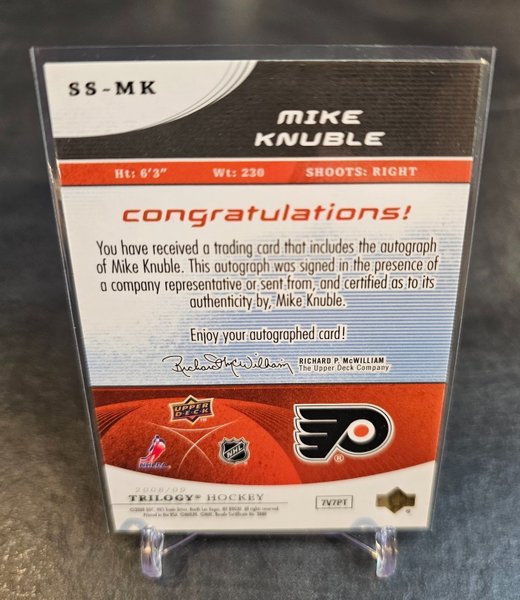 SS-MK
MIKE
KNUBLE
Ht: 6'3" Wt: 230 SHOOTS: RIGHT
congratulations!
You have received a trading card that includes the autograph
of Mike Knuble. This autograph was signed in the presence of
a company representative or sent from, and certified as to its
authenticity by, Mike Knuble.
Enjoy your autographed card!
Richard P. McWilliam
RICHARD P. McWILLIAM
The Upper Deck Company
UPPER
DECK
NHLPA
NHL
®
2008/09
TRILOGY® HOCKEY
7V7PT